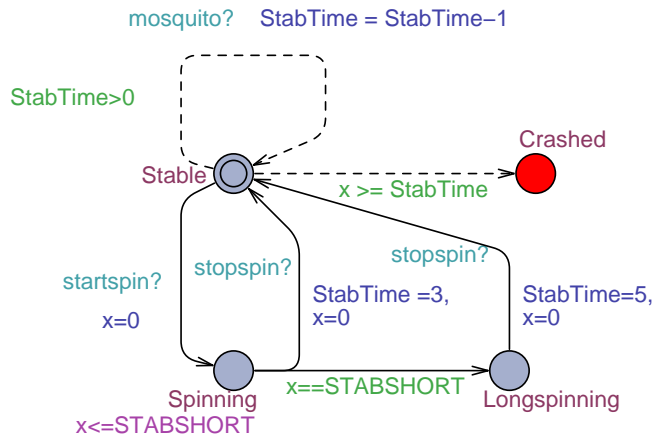 mosquito? StabTime = StabTime−1
StabTime>0
Crashed
Stable
x >= StabTime
startspin?
stopspin?
stopspin?
x=0
StabTime =3,
x=0
StabTime=5,
x=0
x==STABSHORT
Spinning
Longspinning
x<=STABSHORT